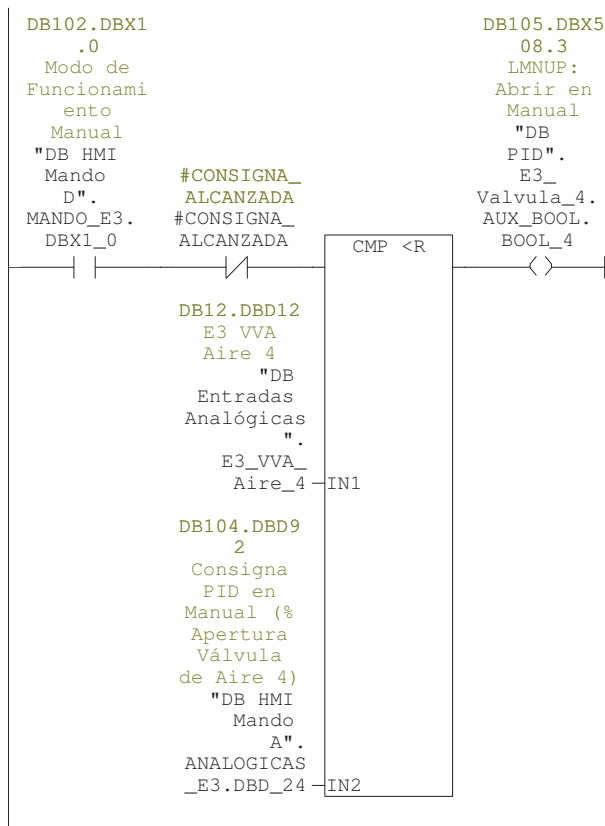 DB102.DBX1
.0
Modo de
Funcionami
ento
Manual
"DB HMI
Mando
D".
MANDO_E3.
DBX1_0
#CONSIGNA_
ALCANZADA
#CONSIGNA_
ALCANZADA
CMP <R
DB105.DBX5
08.3
LMNUP:
Abrir en
Manual
"DB
PID".
E3_
Valvula_4.
AUX_BOOL.
BOOL_4
DB12.DBD12
E3 VVA
Aire 4
"DB
Entradas
Analógicas
".
E3_VVA_
Aire_4
IN1
DB104.DBD9
2
Consigna
PID en
Manual (%
Apertura
Válvula
de Aire 4)
"DB HMI
Mando
A".
ANALOGICAS
_E3.DBD_24
IN2